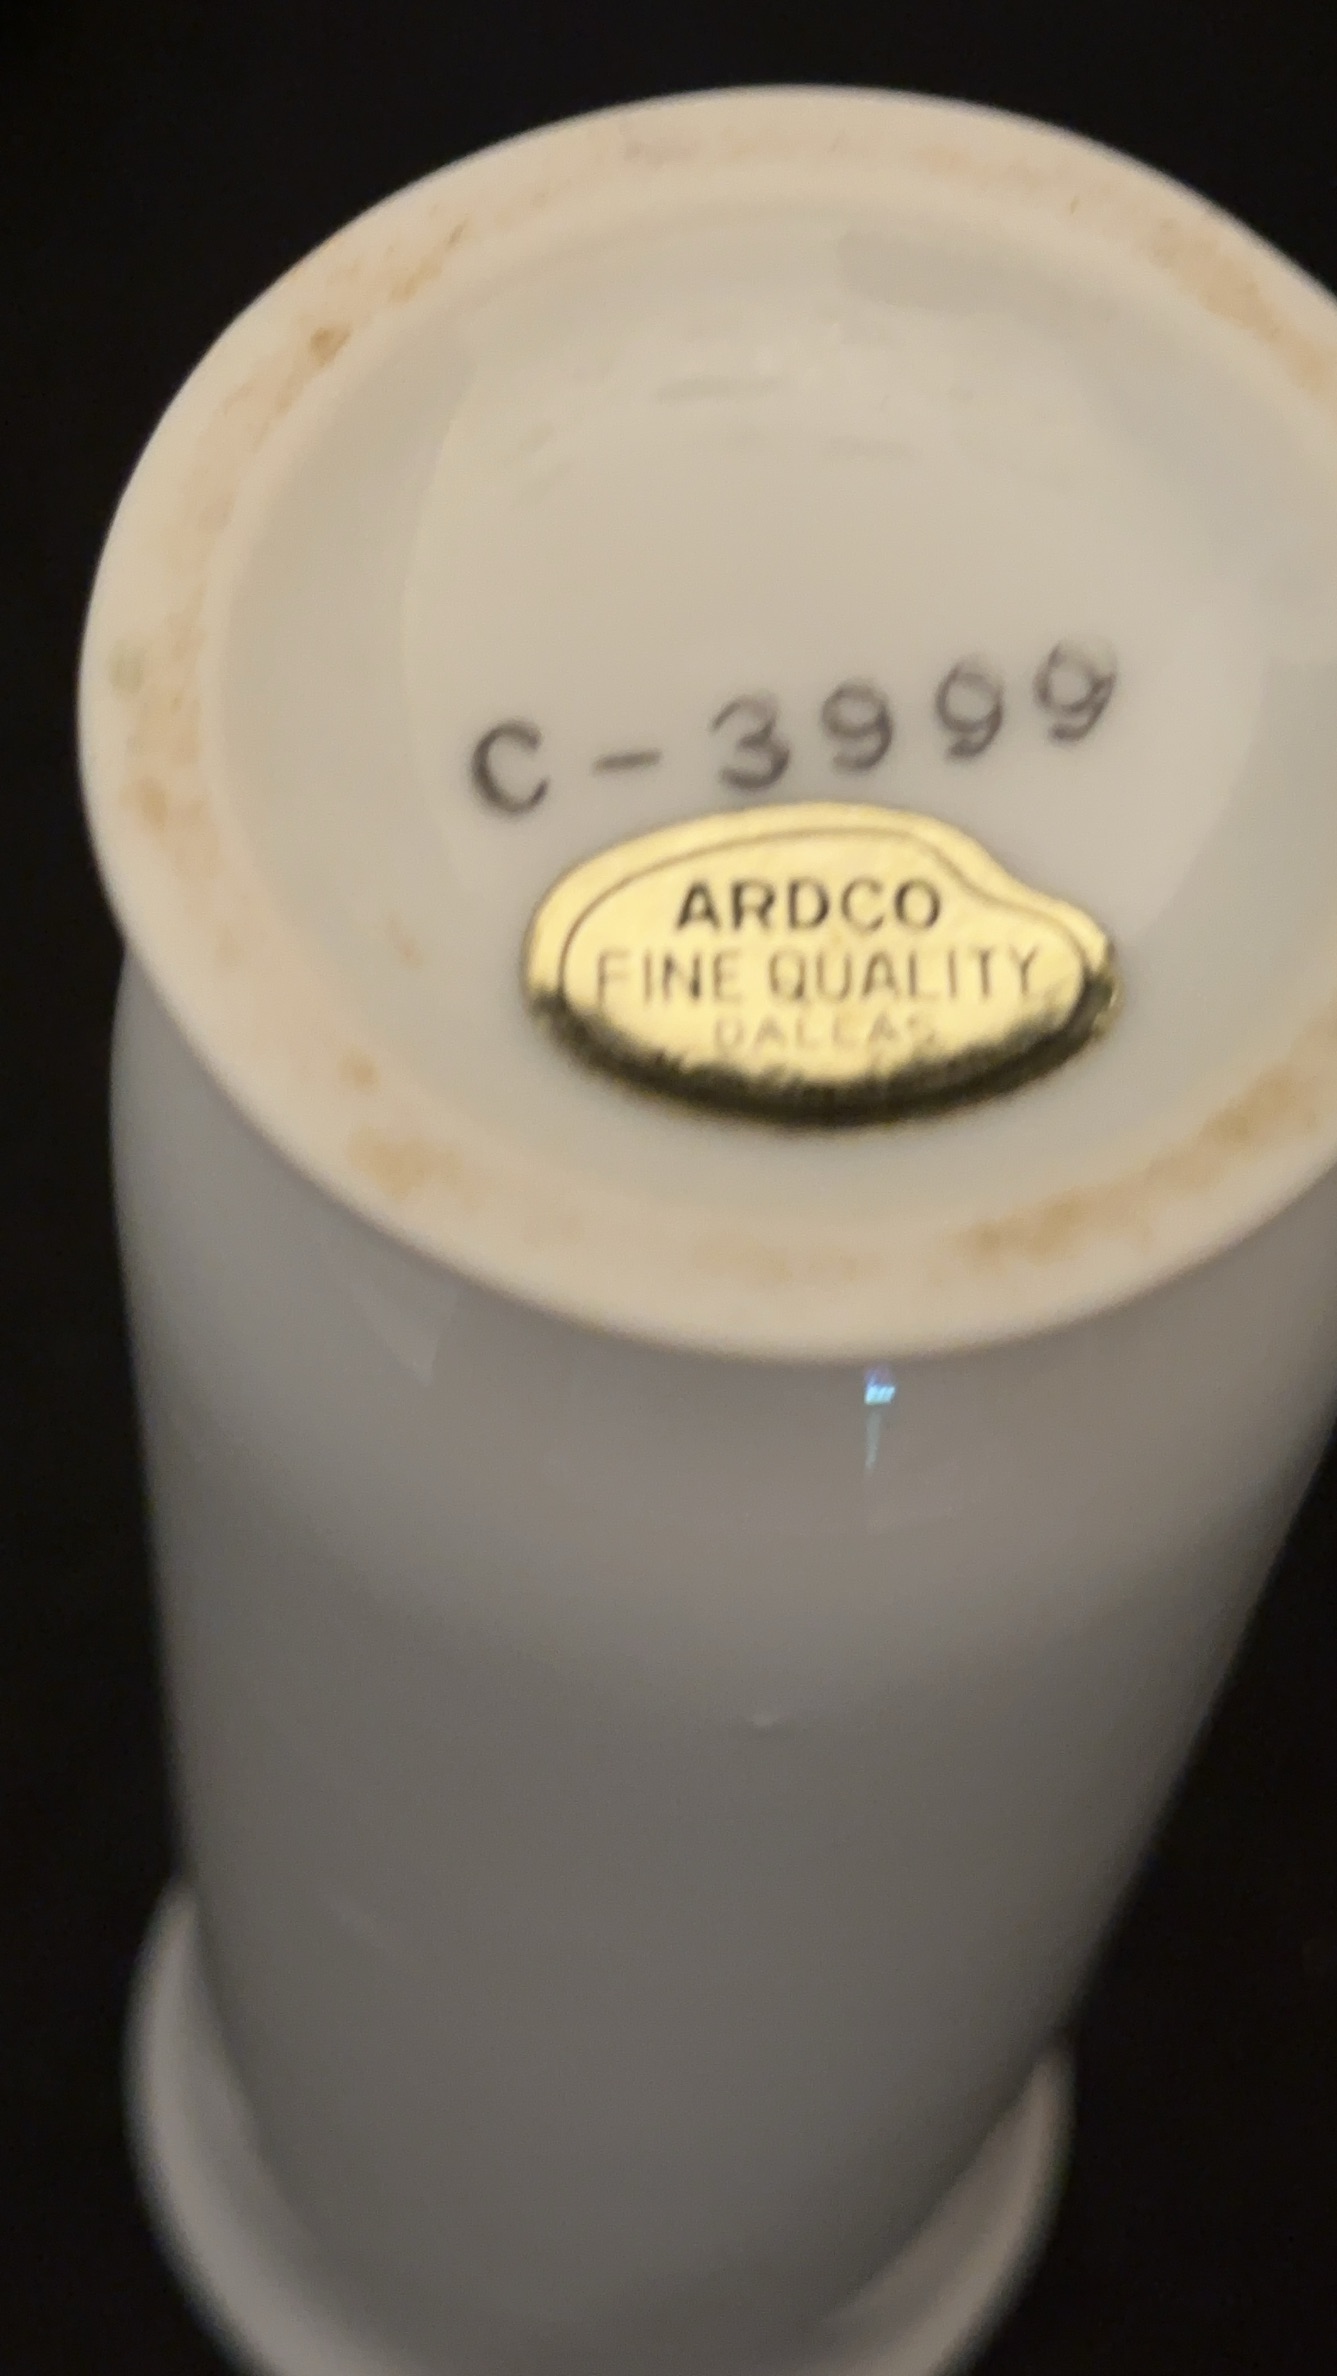 C-3999
ARDCO
FINE QUALITY
DALLAS